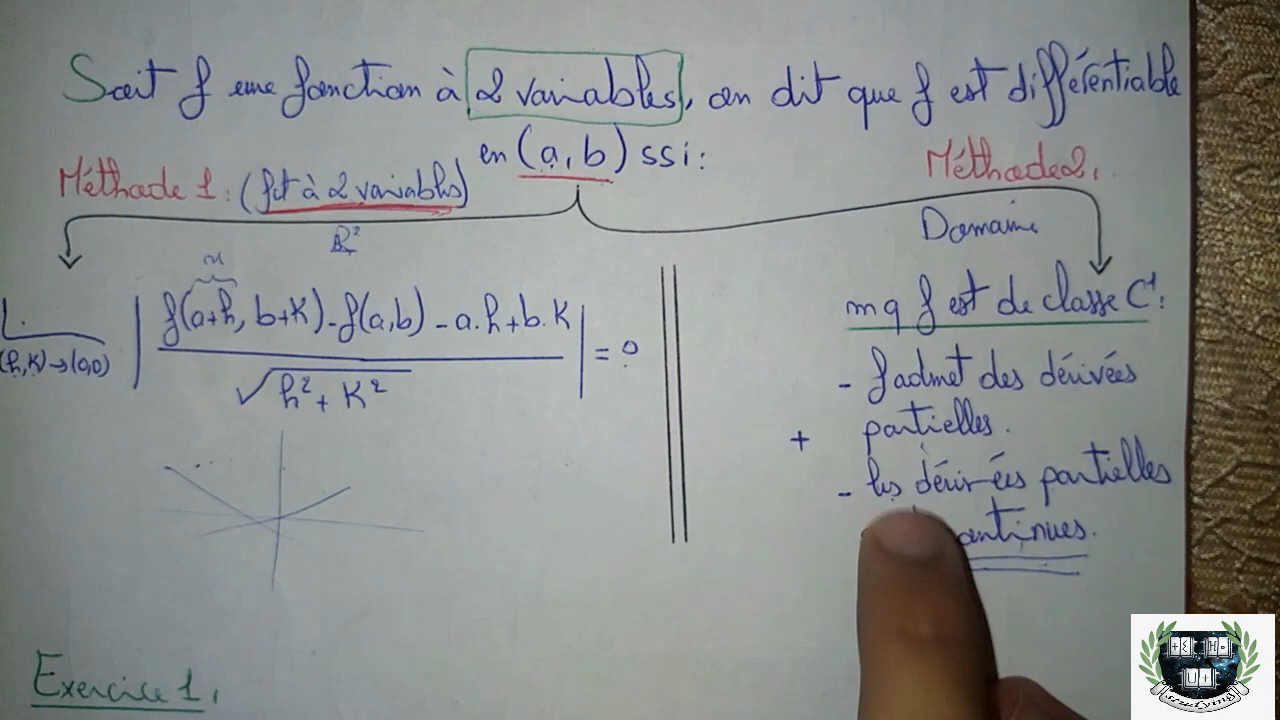 Soit f une fonction à 2 variables, on dit que f est différentiable
en (a, b) ssi :
Méthode 1 : (fct à 2 variables)
ℝ²
x
L.
(h, K) → (0,0)
| f(a+h, b+K) - f(a,b) - a.h + b.K | = 0
√h² + K²
Méthode 2.
Domaine
mq f est de classe C¹:
- f admet des dérivées
partielles.
+
- les dérivées partielles
continues.
Exercice 1.